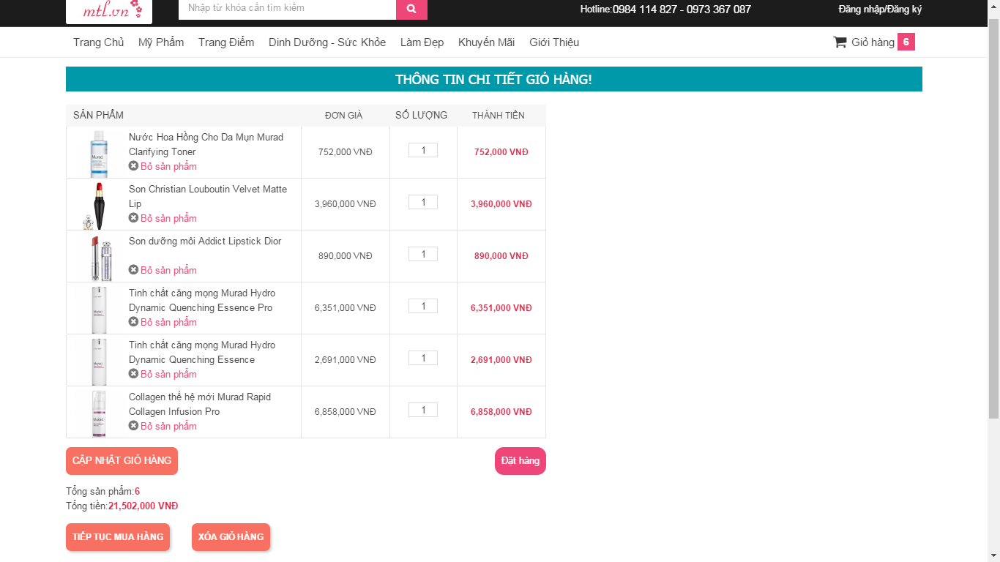 mtl.vn
Nhập từ khóa cần tìm kiếm
Hotline:0984 114 827 - 0973 367 087
Đăng nhập/Đăng ký
Trang Chủ Mỹ Phẩm Trang Điểm Dinh Dưỡng - Sức Khỏe Làm Đẹp Khuyến Mãi Giới Thiệu
Giỏ hàng 6
THÔNG TIN CHI TIẾT GIỎ HÀNG!
SẢN PHẨM ĐƠN GIÁ SỐ LƯỢNG THÀNH TIỀN
Nước Hoa Hồng Cho Da Mụn Murad
Clarifying Toner
Bỏ sản phẩm
752,000 VNĐ 1 752,000 VNĐ
Murad.
Son Christian Louboutin Velvet Matte
Lip
Bỏ sản phẩm
3,960,000 VNĐ 1 3,960,000 VNĐ
Son dưỡng môi Addict Lipstick Dior
Bỏ sản phẩm
890,000 VNĐ 1 890,000 VNĐ
Tinh chất căng mọng Murad Hydro
Dynamic Quenching Essence Pro
Bỏ sản phẩm
6,351,000 VNĐ 1 6,351,000 VNĐ
Murad
Tinh chất căng mọng Murad Hydro
Dynamic Quenching Essence
Bỏ sản phẩm
2,691,000 VNĐ 1 2,691,000 VNĐ
Murad
Collagen thế hệ mới Murad Rapid
Collagen Infusion Pro
Bỏ sản phẩm
6,858,000 VNĐ 1 6,858,000 VNĐ
Murad
CẬP NHẬT GIỎ HÀNG
Đặt hàng
Tổng sản phẩm:6
Tổng tiền:21,502,000 VNĐ
TIẾP TỤC MUA HÀNG
XÓA GIỎ HÀNG